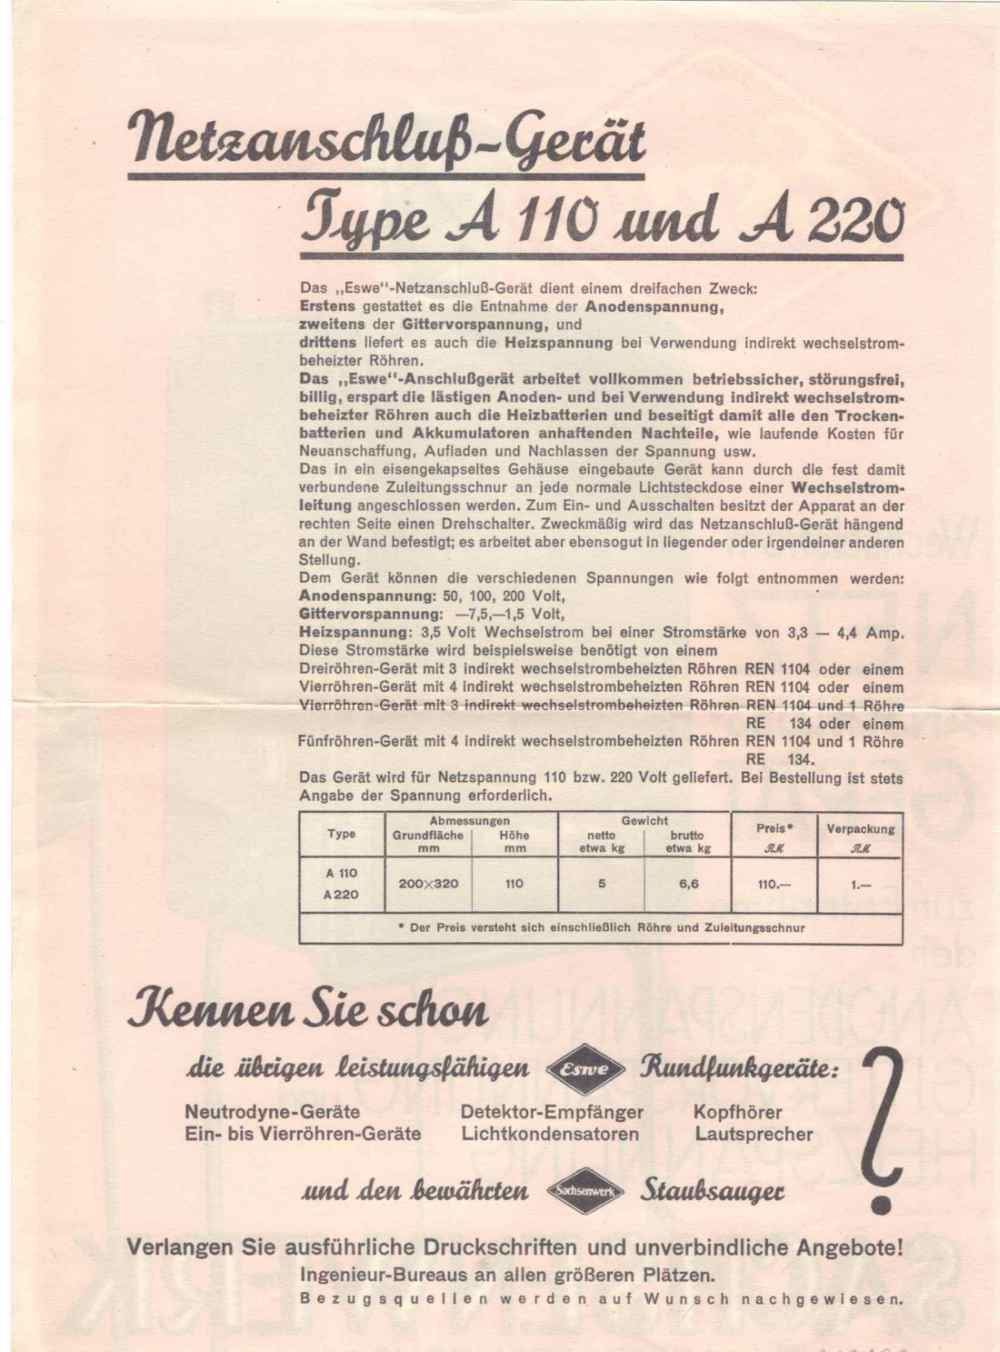 Netzanschluß-Gerät
Type A 110 und A 220
Das „Eswe"-Netzanschluß-Gerät dient einem dreifachen Zweck:
Erstens gestattet es die Entnahme der Anodenspannung,
zweitens der Gittervorspannung, und
drittens liefert es auch die Heizspannung bei Verwendung indirekt wechselstrom-
beheizter Röhren.
Das „Eswe"-Anschlußgerät arbeitet vollkommen betriebssicher, störungsfrei,
billig, erspart die lästigen Anoden- und bei Verwendung indirekt wechselstrom-
beheizter Röhren auch die Heizbatterien und beseitigt damit alle den Trocken-
batterien und Akkumulatoren anhaftenden Nachteile, wie laufende Kosten für
Neuanschaffung, Aufladen und Nachlassen der Spannung usw.
Das in ein eisengekapseltes Gehäuse eingebaute Gerät kann durch die fest damit
verbundene Zuleitungsschnur an jede normale Lichtsteckdose einer Wechselstrom-
leitung angeschlossen werden. Zum Ein- und Ausschalten besitzt der Apparat an der
rechten Seite einen Drehschalter. Zweckmäßig wird das Netzanschluß-Gerät hängend
an der Wand befestigt; es arbeitet aber ebensogut in liegender oder irgendeiner anderen
Stellung.
Dem Gerät können die verschiedenen Spannungen wie folgt entnommen werden:
Anodenspannung: 50, 100, 200 Volt,
Gittervorspannung: —7,5,—1,5 Volt,
Heizspannung: 3,5 Volt Wechselstrom bei einer Stromstärke von 3,3 — 4,4 Amp.
Diese Stromstärke wird beispielsweise benötigt von einem
Dreiröhren-Gerät mit 3 indirekt wechselstrombeheizten Röhren REN 1104 oder einem
Vierröhren-Gerät mit 4 indirekt wechselstrombeheizten Röhren REN 1104 oder einem
Vierröhren-Gerät mit 3 indirekt wechselstrombeheizten Röhren REN 1104 und 1 Röhre
RE 134 oder einem
Fünfröhren-Gerät mit 4 indirekt wechselstrombeheizten Röhren REN 1104 und 1 Röhre
RE 134.
Das Gerät wird für Netzspannung 110 bzw. 220 Volt geliefert. Bei Bestellung ist stets
Angabe der Spannung erforderlich.
Type Abmessungen Gewicht Preis* Verpackung
Grundfläche Höhe netto brutto
mm mm etwa kg etwa kg RM RM
A 110
A 220
200×320 110 5 6,6 110.— 1.—
* Der Preis versteht sich einschließlich Röhre und Zuleitungsschnur
Kennen Sie schon
die übrigen leistungsfähigen Eswe Rundfunkgeräte:
Neutrodyne-Geräte Detektor-Empfänger Kopfhörer
Ein- bis Vierröhren-Geräte Lichtkondensatoren Lautsprecher
und den bewährten Sachsenwerk Staubsauger ?
Verlangen Sie ausführliche Druckschriften und unverbindliche Angebote!
Ingenieur-Bureaus an allen größeren Plätzen.
Bezugsquellen werden auf Wunsch nachgewiesen.